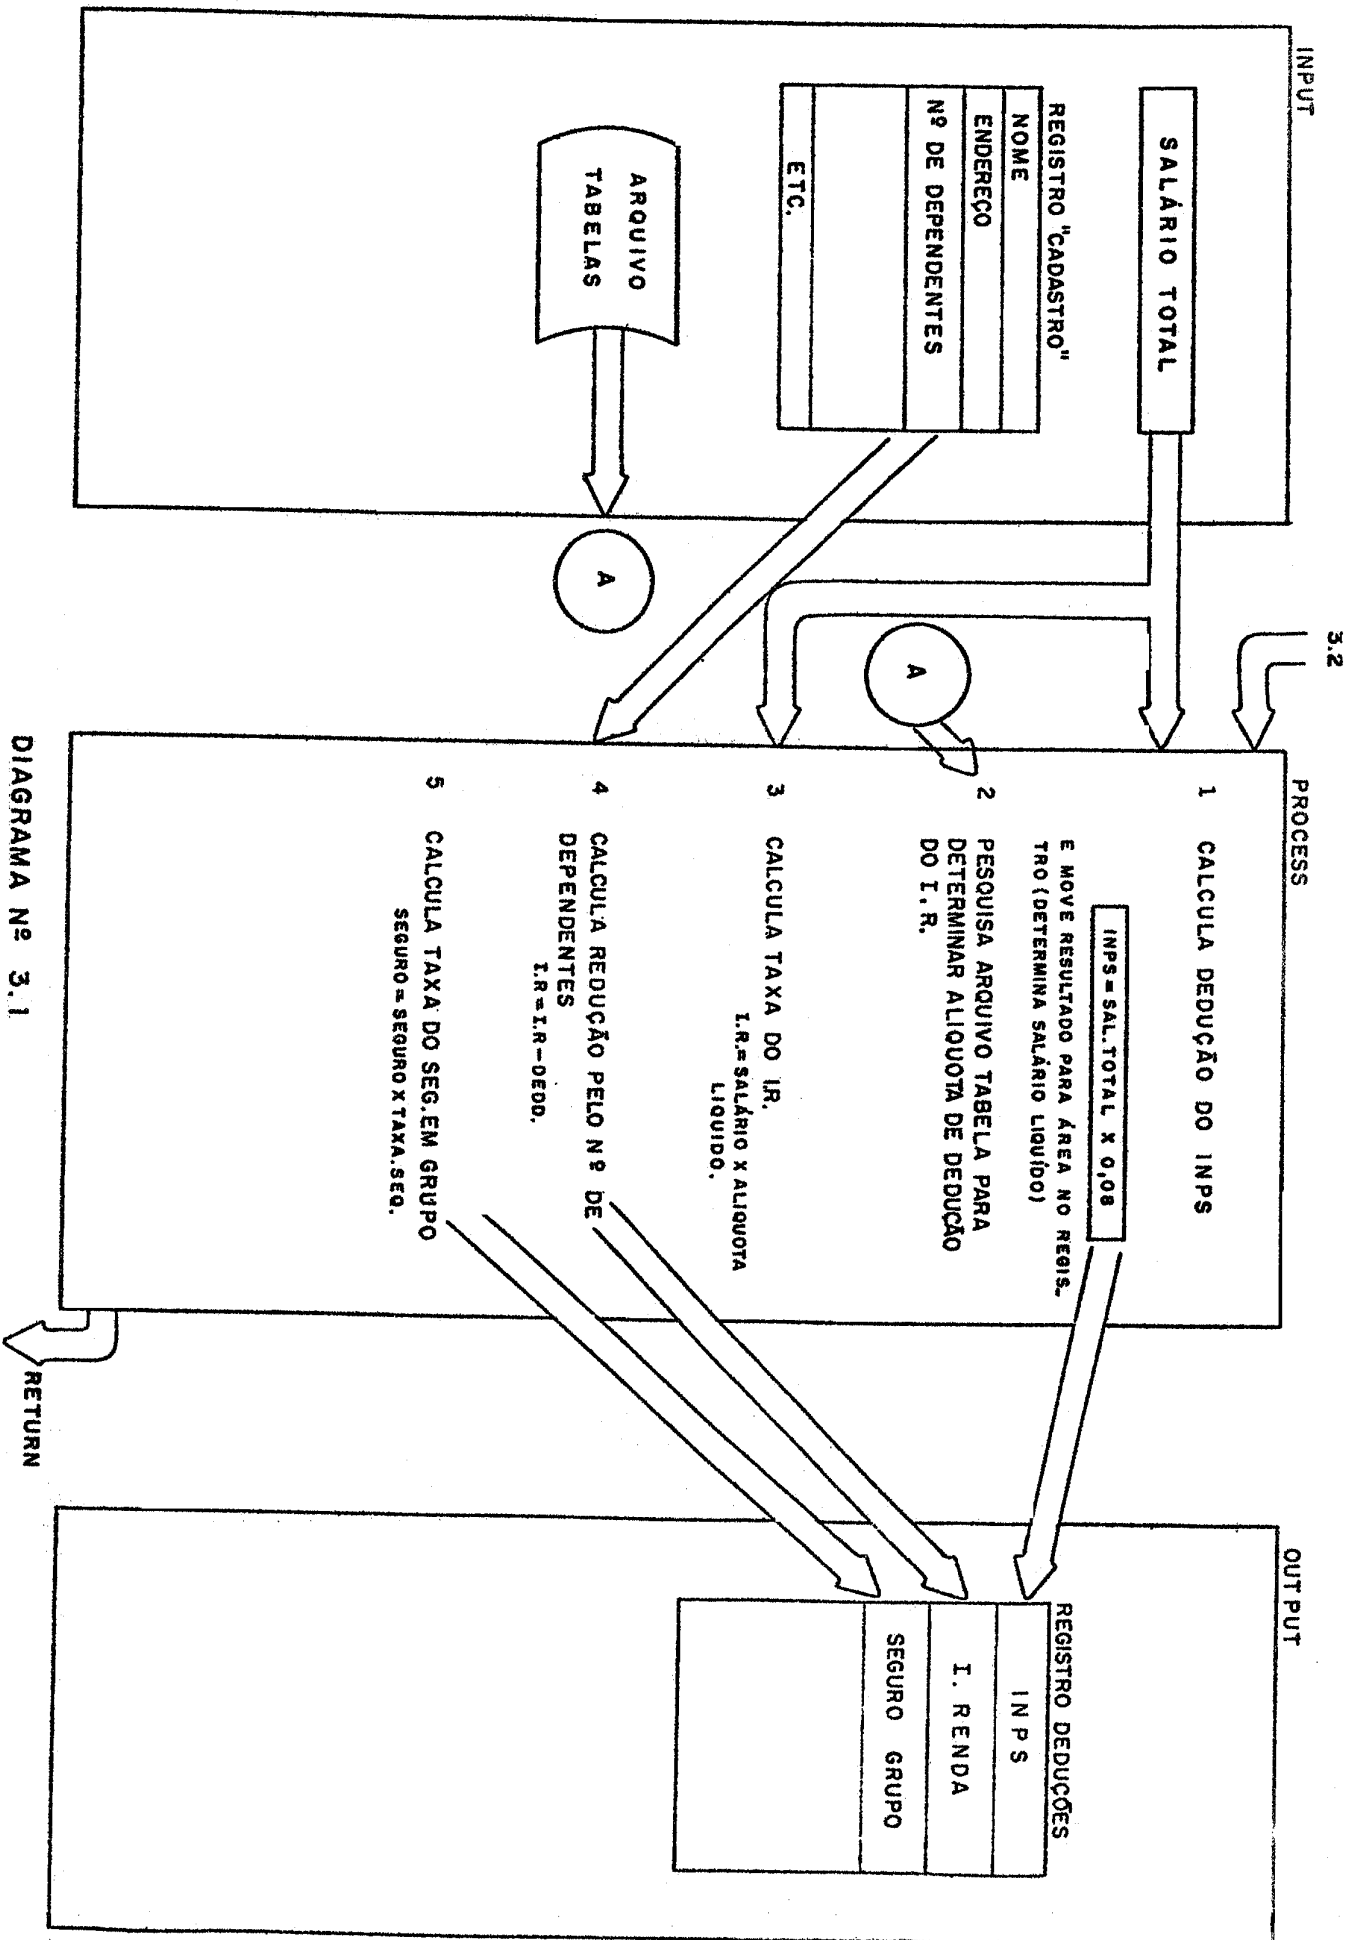 INPUT
SALÁRIO TOTAL
REGISTRO "CADASTRO"
NOME
ENDEREÇO
Nº DE DEPENDENTES
ETC.
ARQUIVO
TABELAS
A
3.2
A
PROCESS
1 CALCULA DEDUÇÃO DO INPS
INPS = SAL.TOTAL X 0,08
E MOVE RESULTADO PARA ÁREA NO REGIS-
TRO (DETERMINA SALÁRIO LIQUÍDO)
2 PESQUISA ARQUIVO TABELA PARA
DETERMINAR ALIQUOTA DE DEDUÇÃO
DO I.R.
3 CALCULA TAXA DO I.R.
I.R.=SALÁRIO X ALIQUOTA
LIQUIDO.
4 CALCULA REDUÇÃO PELO Nº DE
DEPENDENTES
I.R=I.R-DEDD.
5 CALCULA TAXA DO SEG.EM GRUPO
SEGURO=SEGURO X TAXA.SEQ.
RETURN
OUTPUT
REGISTRO DEDUÇÕES
INPS
I. RENDA
SEGURO GRUPO
DIAGRAMA Nº 3.1